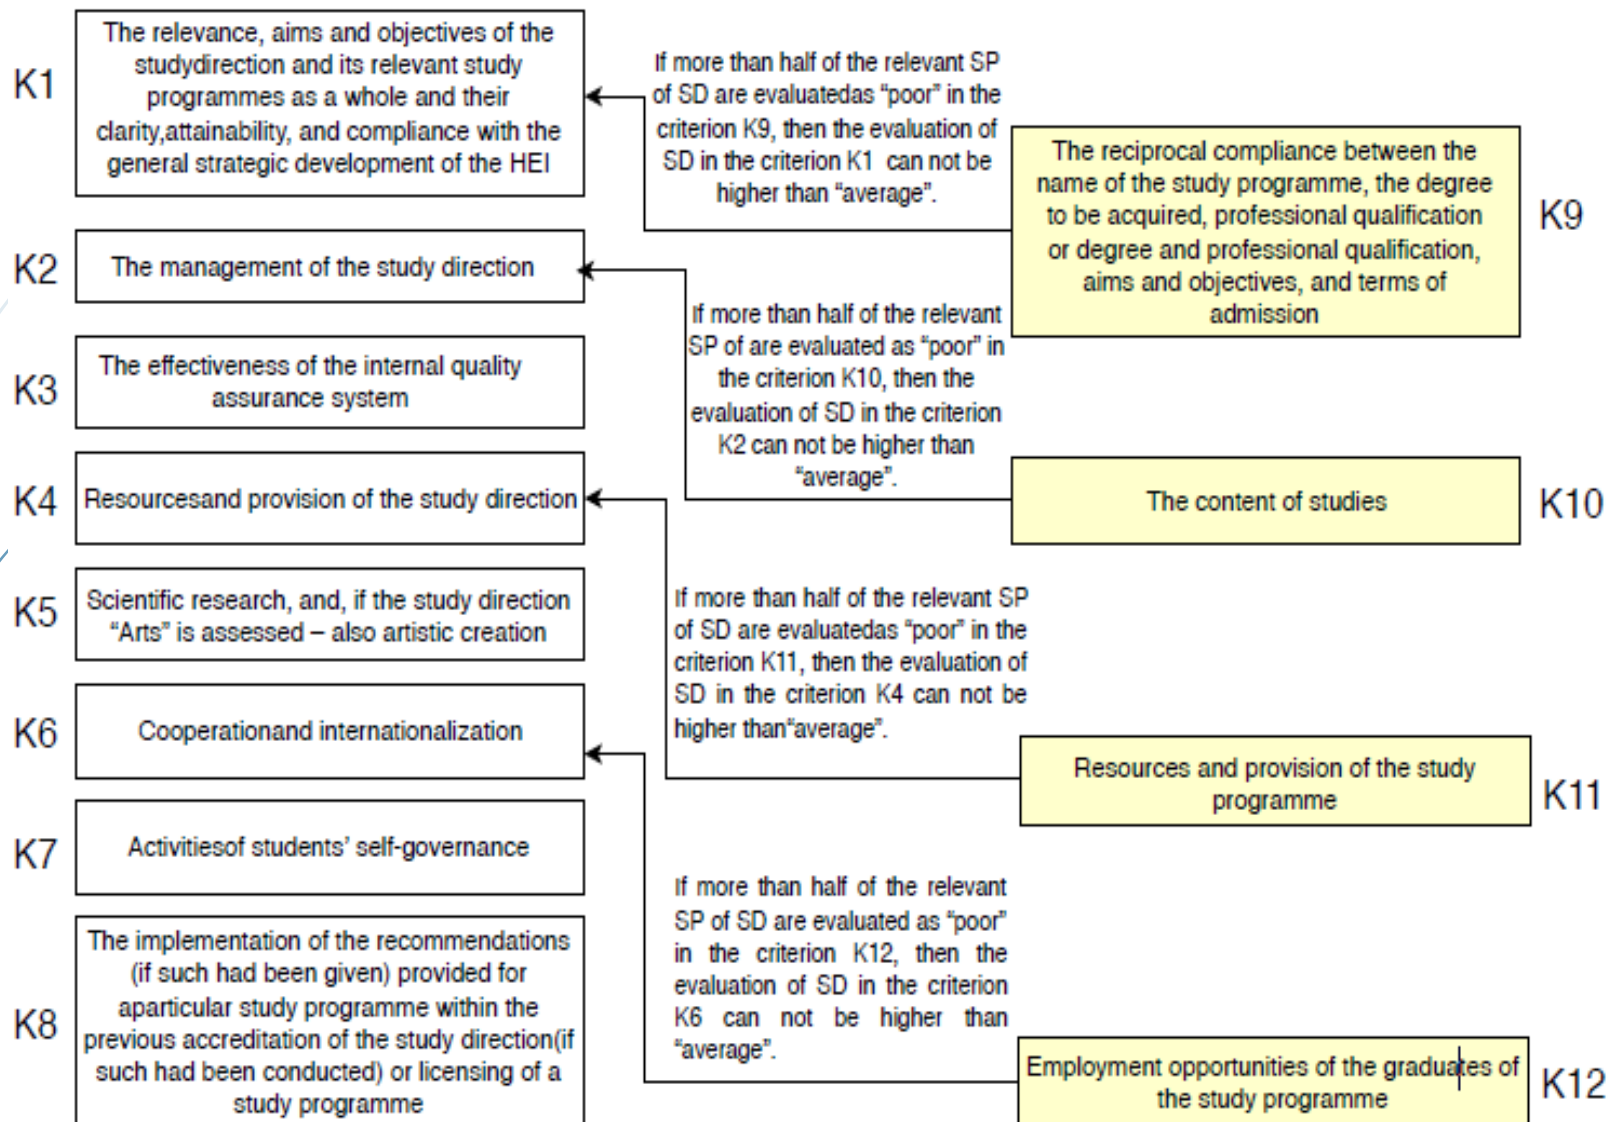 K1
The relevance, aims and objectives of the
studydirection and its relevant study
programmes as a whole and their
clarity,attainability, and compliance with the
general strategic development of the HEI
If more than half of the relevant SP
of SD are evaluatedas “poor” in the
criterion K9, then the evaluation of
SD in the criterion K1 can not be
higher than “average”.
The reciprocal compliance between the
name of the study programme, the degree
to be acquired, professional qualification
or degree and professional qualification,
aims and objectives, and terms of
admission
K9
K2
The management of the study direction
If more than half of the relevant
SP of are evaluated as “poor” in
the criterion K10, then the
evaluation of SD in the criterion
K2 can not be higher than
“average”.
K3
The effectiveness of the internal quality
assurance system
K4
Resourcesand provision of the study direction
The content of studies
K10
K5
Scientific research, and, if the study direction
“Arts” is assessed – also artistic creation
If more than half of the relevant SP
of SD are evaluatedas “poor” in the
criterion K11, then the evaluation of
SD in the criterion K4 can not be
higher than“average”.
K6
Cooperationand internationalization
Resources and provision of the study
programme
K11
K7
Activitiesof students’ self-governance
If more than half of the relevant
SP of SD are evaluated as “poor”
in the criterion K12, then the
evaluation of SD in the criterion
K6 can not be higher than
“average”.
K8
The implementation of the recommendations
(if such had been given) provided for
aparticular study programme within the
previous accreditation of the study direction(if
such had been conducted) or licensing of a
study programme
Employment opportunities of the graduates of
the study programme
K12